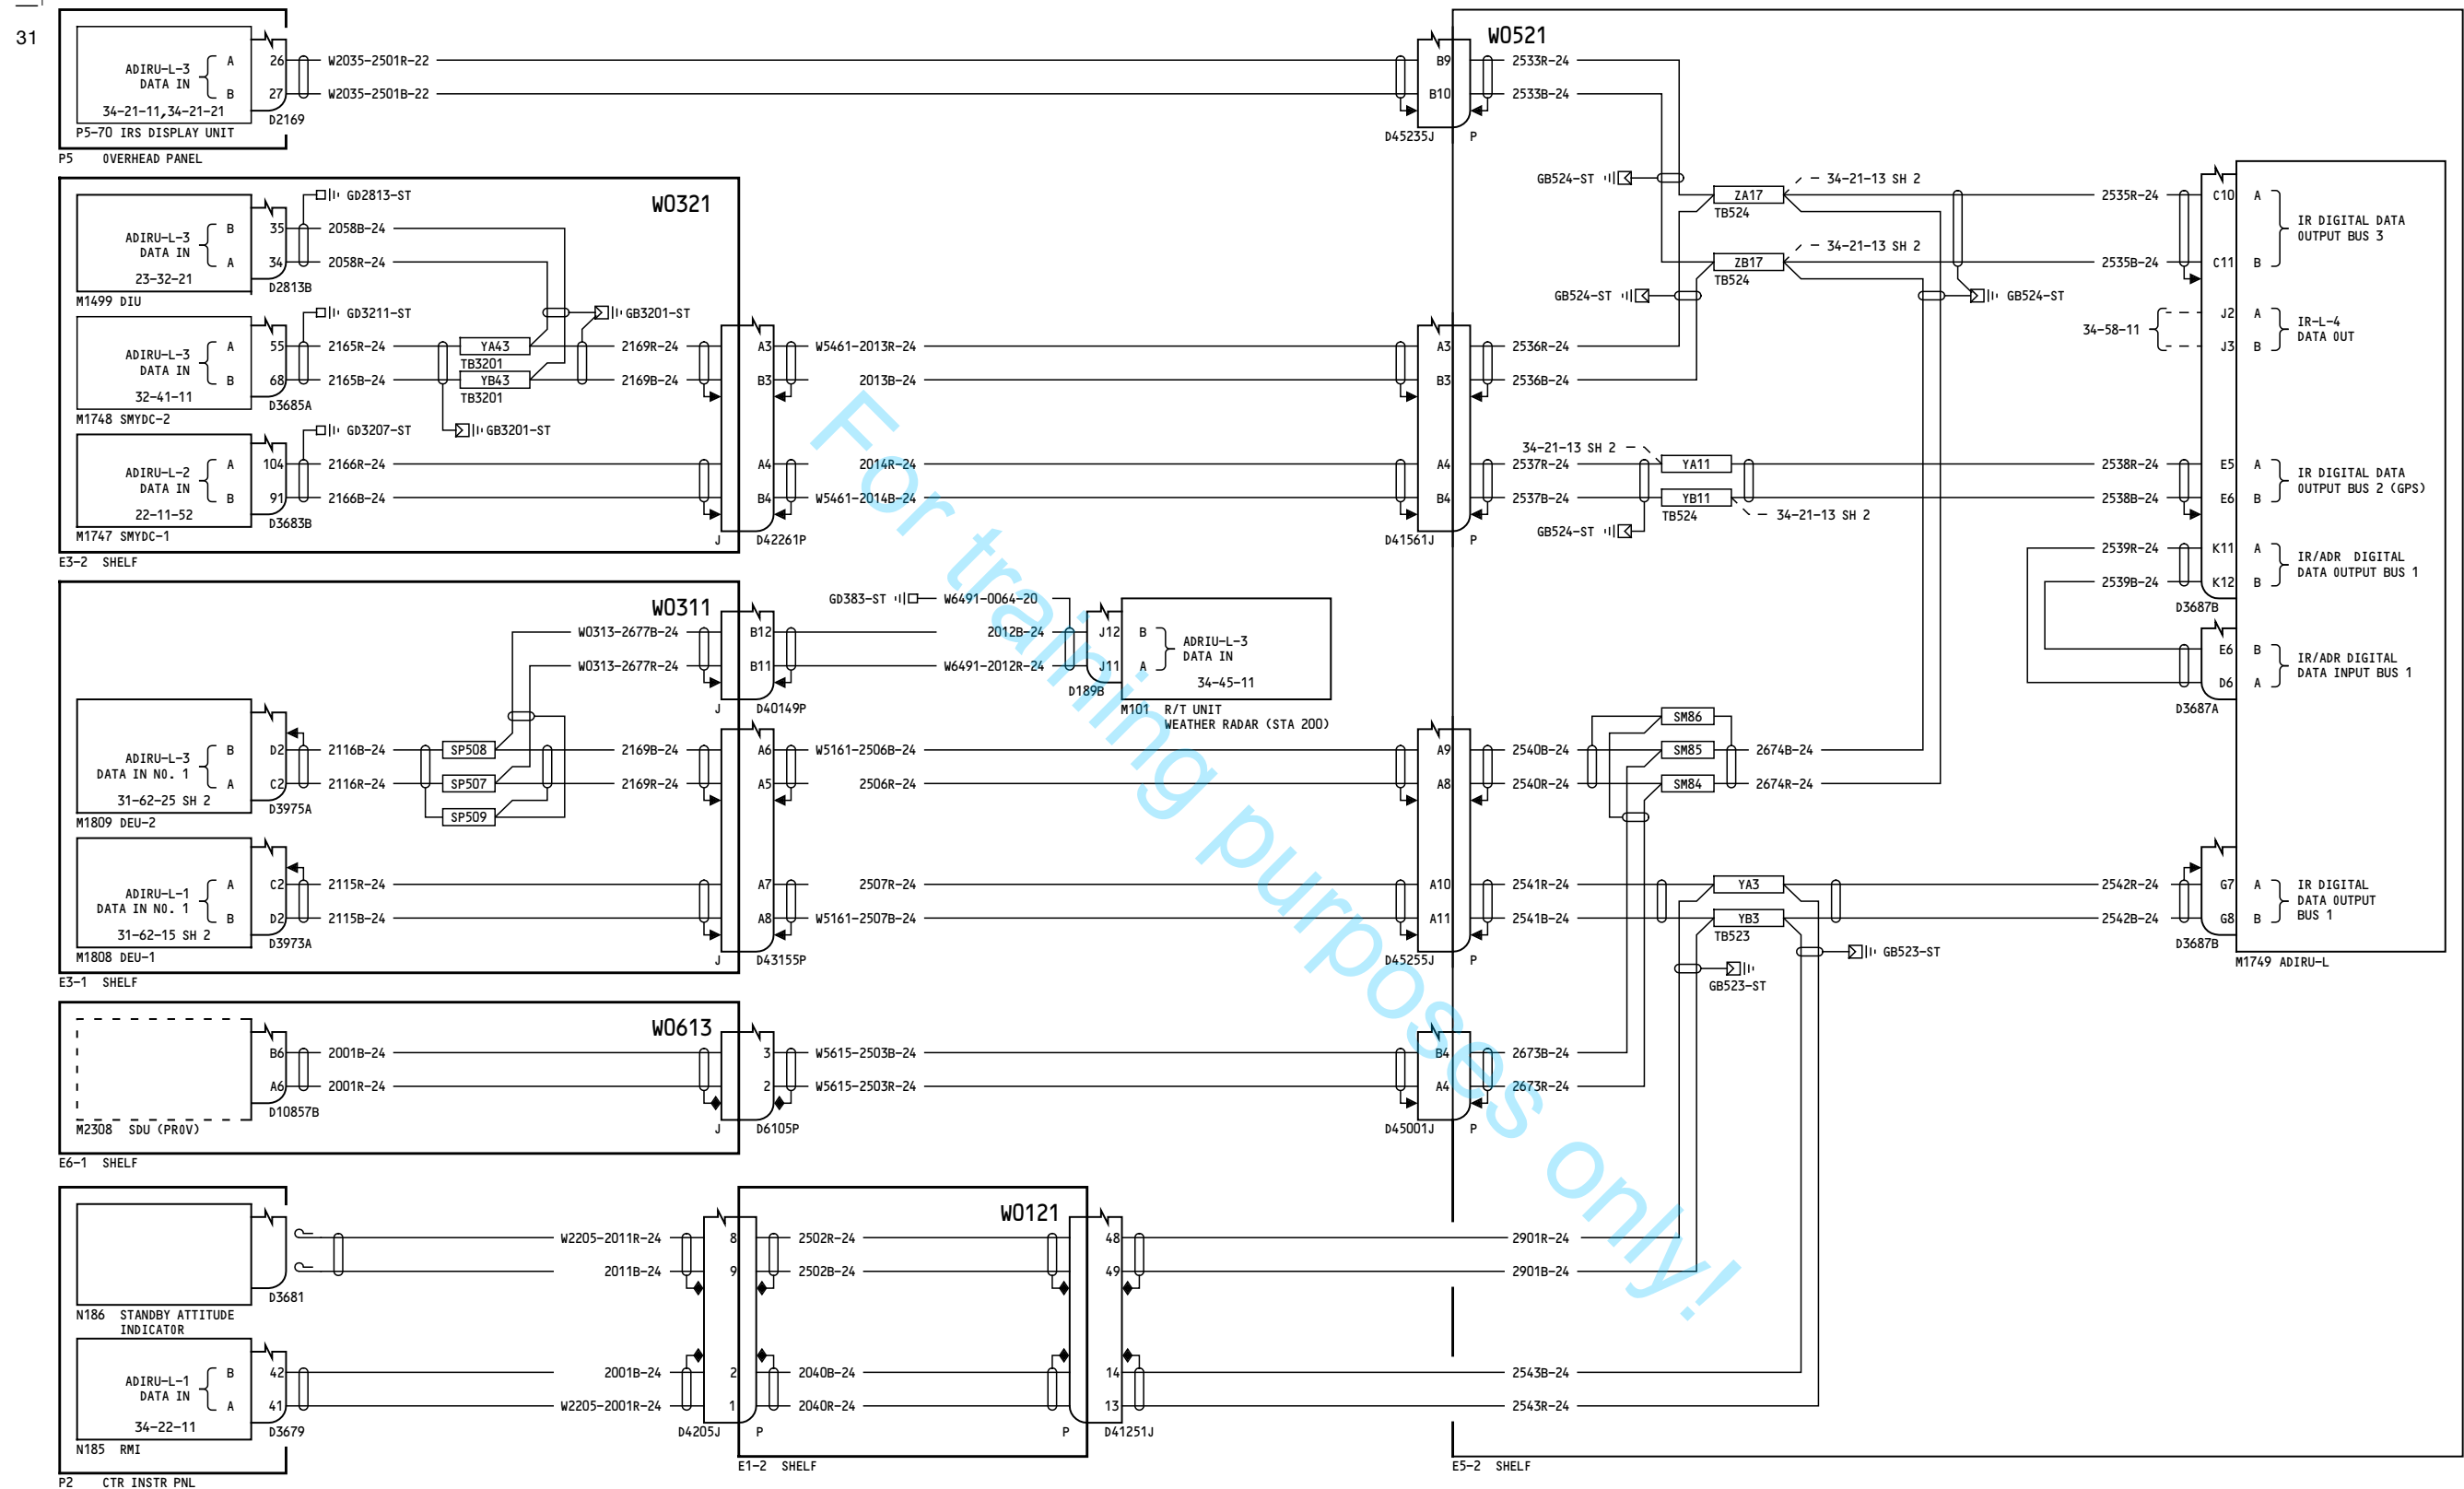 31
W0521
ADIRU-L-3
DATA IN
A 26 W2035-2501R-22 B9 2533R-24
B 27 W2035-2501B-22 B10 2533B-24
34-21-11,34-21-21
D2169
P5-70 IRS DISPLAY UNIT
D45235J P
P5 OVERHEAD PANEL
W0321
GD2813-ST
ADIRU-L-3
DATA IN
B 35 2058B-24
A 34 2058R-24
23-32-21
D2813B
M1499 DIU
GD3211-ST
GB3201-ST
ADIRU-L-3
DATA IN
A 55 2165R-24 YA43 2169R-24 A3 W5461-2013R-24 A3 2536R-24
TB3201
B 68 2165B-24 YB43 2169B-24 B3 2013B-24 B3 2536B-24
TB3201
32-41-11
D3685A
M1748 SMYDC-2
GD3207-ST
GB3201-ST
ADIRU-L-2
DATA IN
A 104 2166R-24 A4 2014R-24 A4 2537R-24 YA11 2538R-24 E5 A
B 91 2166B-24 B4 W5461-2014B-24 B4 2537B-24 YB11 2538B-24 E6 B
22-11-52
D3683B
M1747 SMYDC-1
J D42261P
D41561J P
E3-2 SHELF
GB524-ST
34-21-13 SH 2
ZA17
TB524
2535R-24 C10 A
IR DIGITAL DATA
OUTPUT BUS 3
34-21-13 SH 2
ZB17
TB524
2535B-24 C11 B
GB524-ST
GB524-ST
34-58-11
J2 A
J3 B
IR-L-4
DATA OUT
34-21-13 SH 2
IR DIGITAL DATA
OUTPUT BUS 2 (GPS)
TB524
34-21-13 SH 2
GB524-ST
2539R-24 K11 A
2539B-24 K12 B
IR/ADR DIGITAL
DATA OUTPUT BUS 1
D3687B
E6 B
D6 A
IR/ADR DIGITAL
DATA INPUT BUS 1
D3687A
W0311
GD383-ST W6491-0064-20
W0313-2677B-24 B12 2012B-24 J12 B
W0313-2677R-24 B11 W6491-2012R-24 J11 A
ADRIU-L-3
DATA IN
34-45-11
D189B
J D40149P
M101 R/T UNIT
WEATHER RADAR (STA 200)
SM86
ADIRU-L-3
DATA IN NO. 1
B D2 2116B-24 SP508 2169B-24 A6 W5161-2506B-24 A9 2540B-24 SM85 2674B-24
A C2 2116R-24 SP507 2169R-24 A5 2506R-24 A8 2540R-24 SM84 2674R-24
31-62-25 SH 2
D3975A
SP509
M1809 DEU-2
ADIRU-L-1
DATA IN NO. 1
A C2 2115R-24 A7 2507R-24 A10 2541R-24 YA3 2542R-24 G7 A
B D2 2115B-24 A8 W5161-2507B-24 A11 2541B-24 YB3 2542B-24 G8 B
IR DIGITAL
DATA OUTPUT
BUS 1
TB523
D3687B
31-62-15 SH 2
D3973A
M1808 DEU-1
J D43155P
D45255J P
GB523-ST
GB523-ST
M1749 ADIRU-L
E3-1 SHELF
W0613
B6 2001B-24 3 W5615-2503B-24 B4 2673B-24
A6 2001R-24 2 W5615-2503R-24 A4 2673R-24
D10857B
M2308 SDU (PROV)
J D6105P
D45001J P
E6-1 SHELF
W0121
W2205-2011R-24 8 2502R-24 48 2901R-24
2011B-24 9 2502B-24 49 2901B-24
D3681
N186 STANDBY ATTITUDE
INDICATOR
ADIRU-L-1
DATA IN
B 42 2001B-24 2 2040B-24 14 2543B-24
A 41 W2205-2001R-24 1 2040R-24 13 2543R-24
34-22-11
D3679
N185 RMI
D4205J P
P D41251J
E1-2 SHELF
E5-2 SHELF
P2 CTR INSTR PNL
For training purposes only!